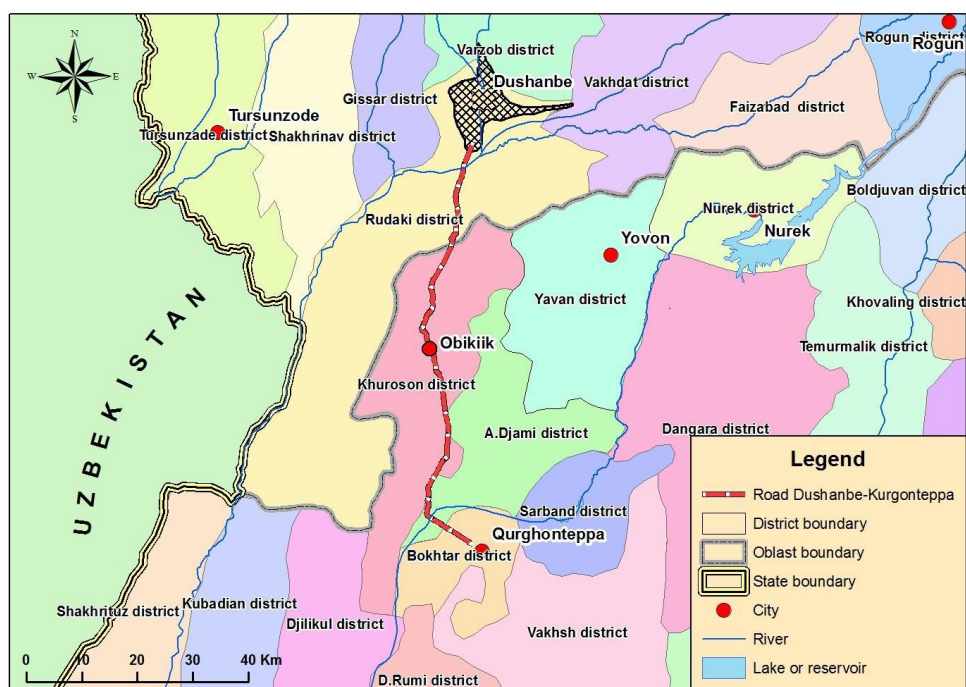 N
W
E
S
Varzob district
Rogun district
Rogun
Dushanbe
Vakhdat district
Gissar district
Faizabad district
Tursunzode
Tursunzade district
Shakhrinav district
Boldjuvan district
Nurek district
Rudaki district
Nurek
Yovon
Yavan district
Khovaling district
UZBEKISTAN
Obikiik
Temurmalik district
Khuroson district
A.Djami district
Dangara district
Legend
Road Dushanbe-Kurgonteppa
District boundary
Oblast boundary
State boundary
City
River
Lake or reservoir
Sarband district
Qurghonteppa
Bokhtar district
Shakhrituz district
Kubadian district
Djilikul district
Vakhsh district
D.Rumi district
0 10 20 40 Km